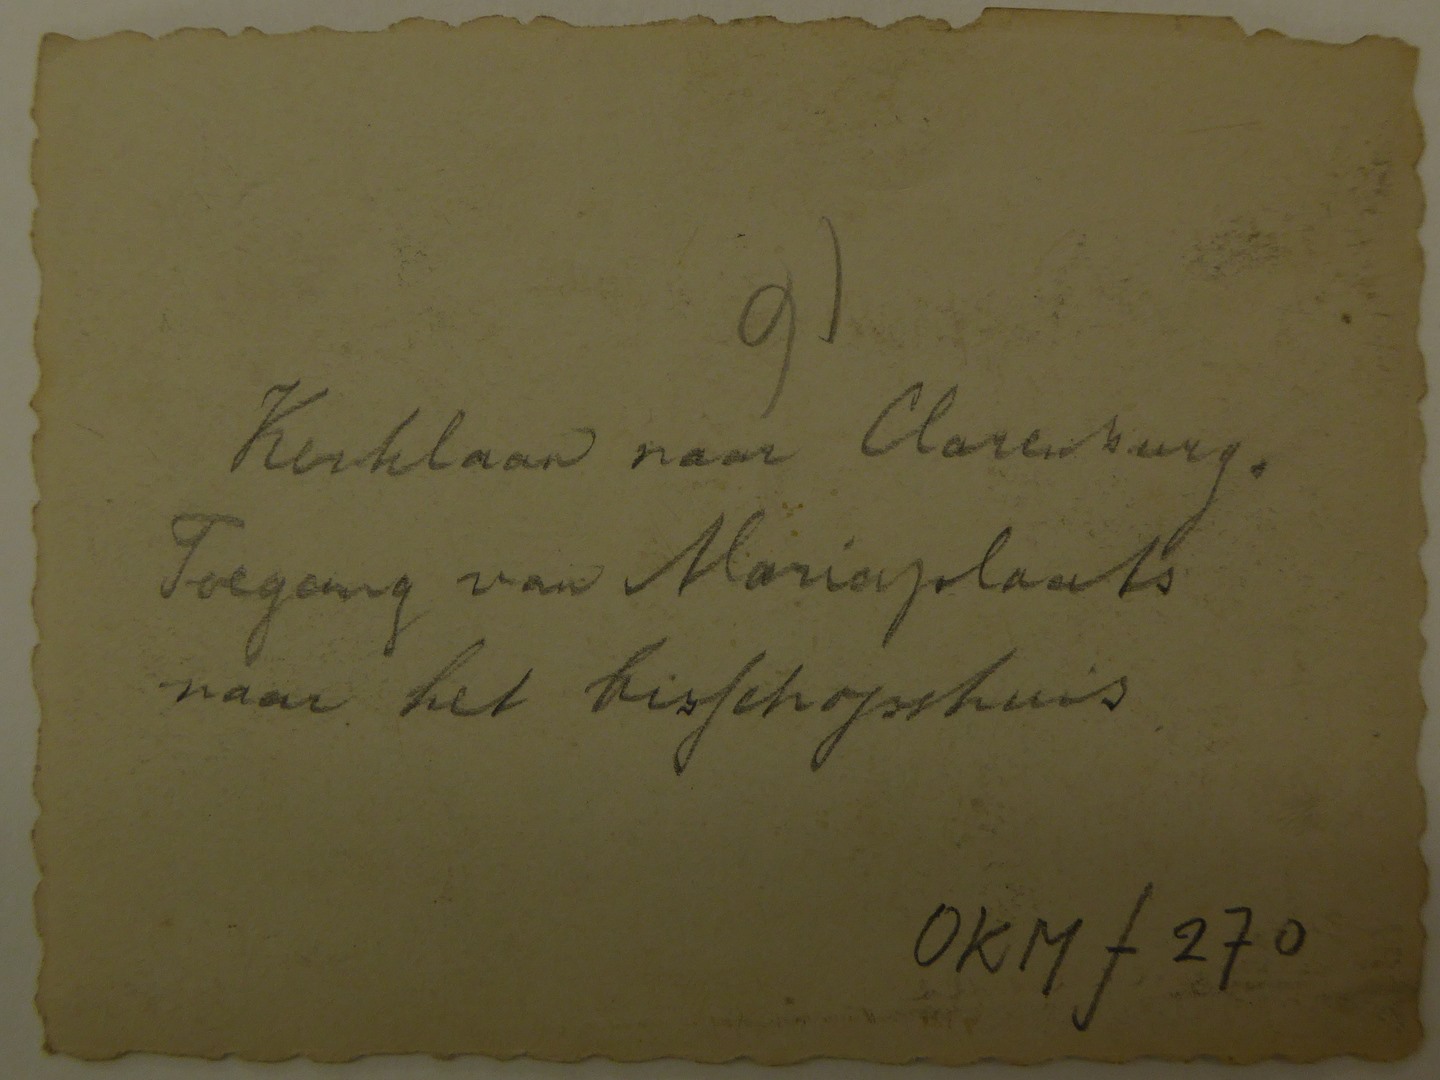 9)
Kerklaan naar Clarenburg.
Toegang van Mariaplaats
naar het bisschopshuis
OKM f 270